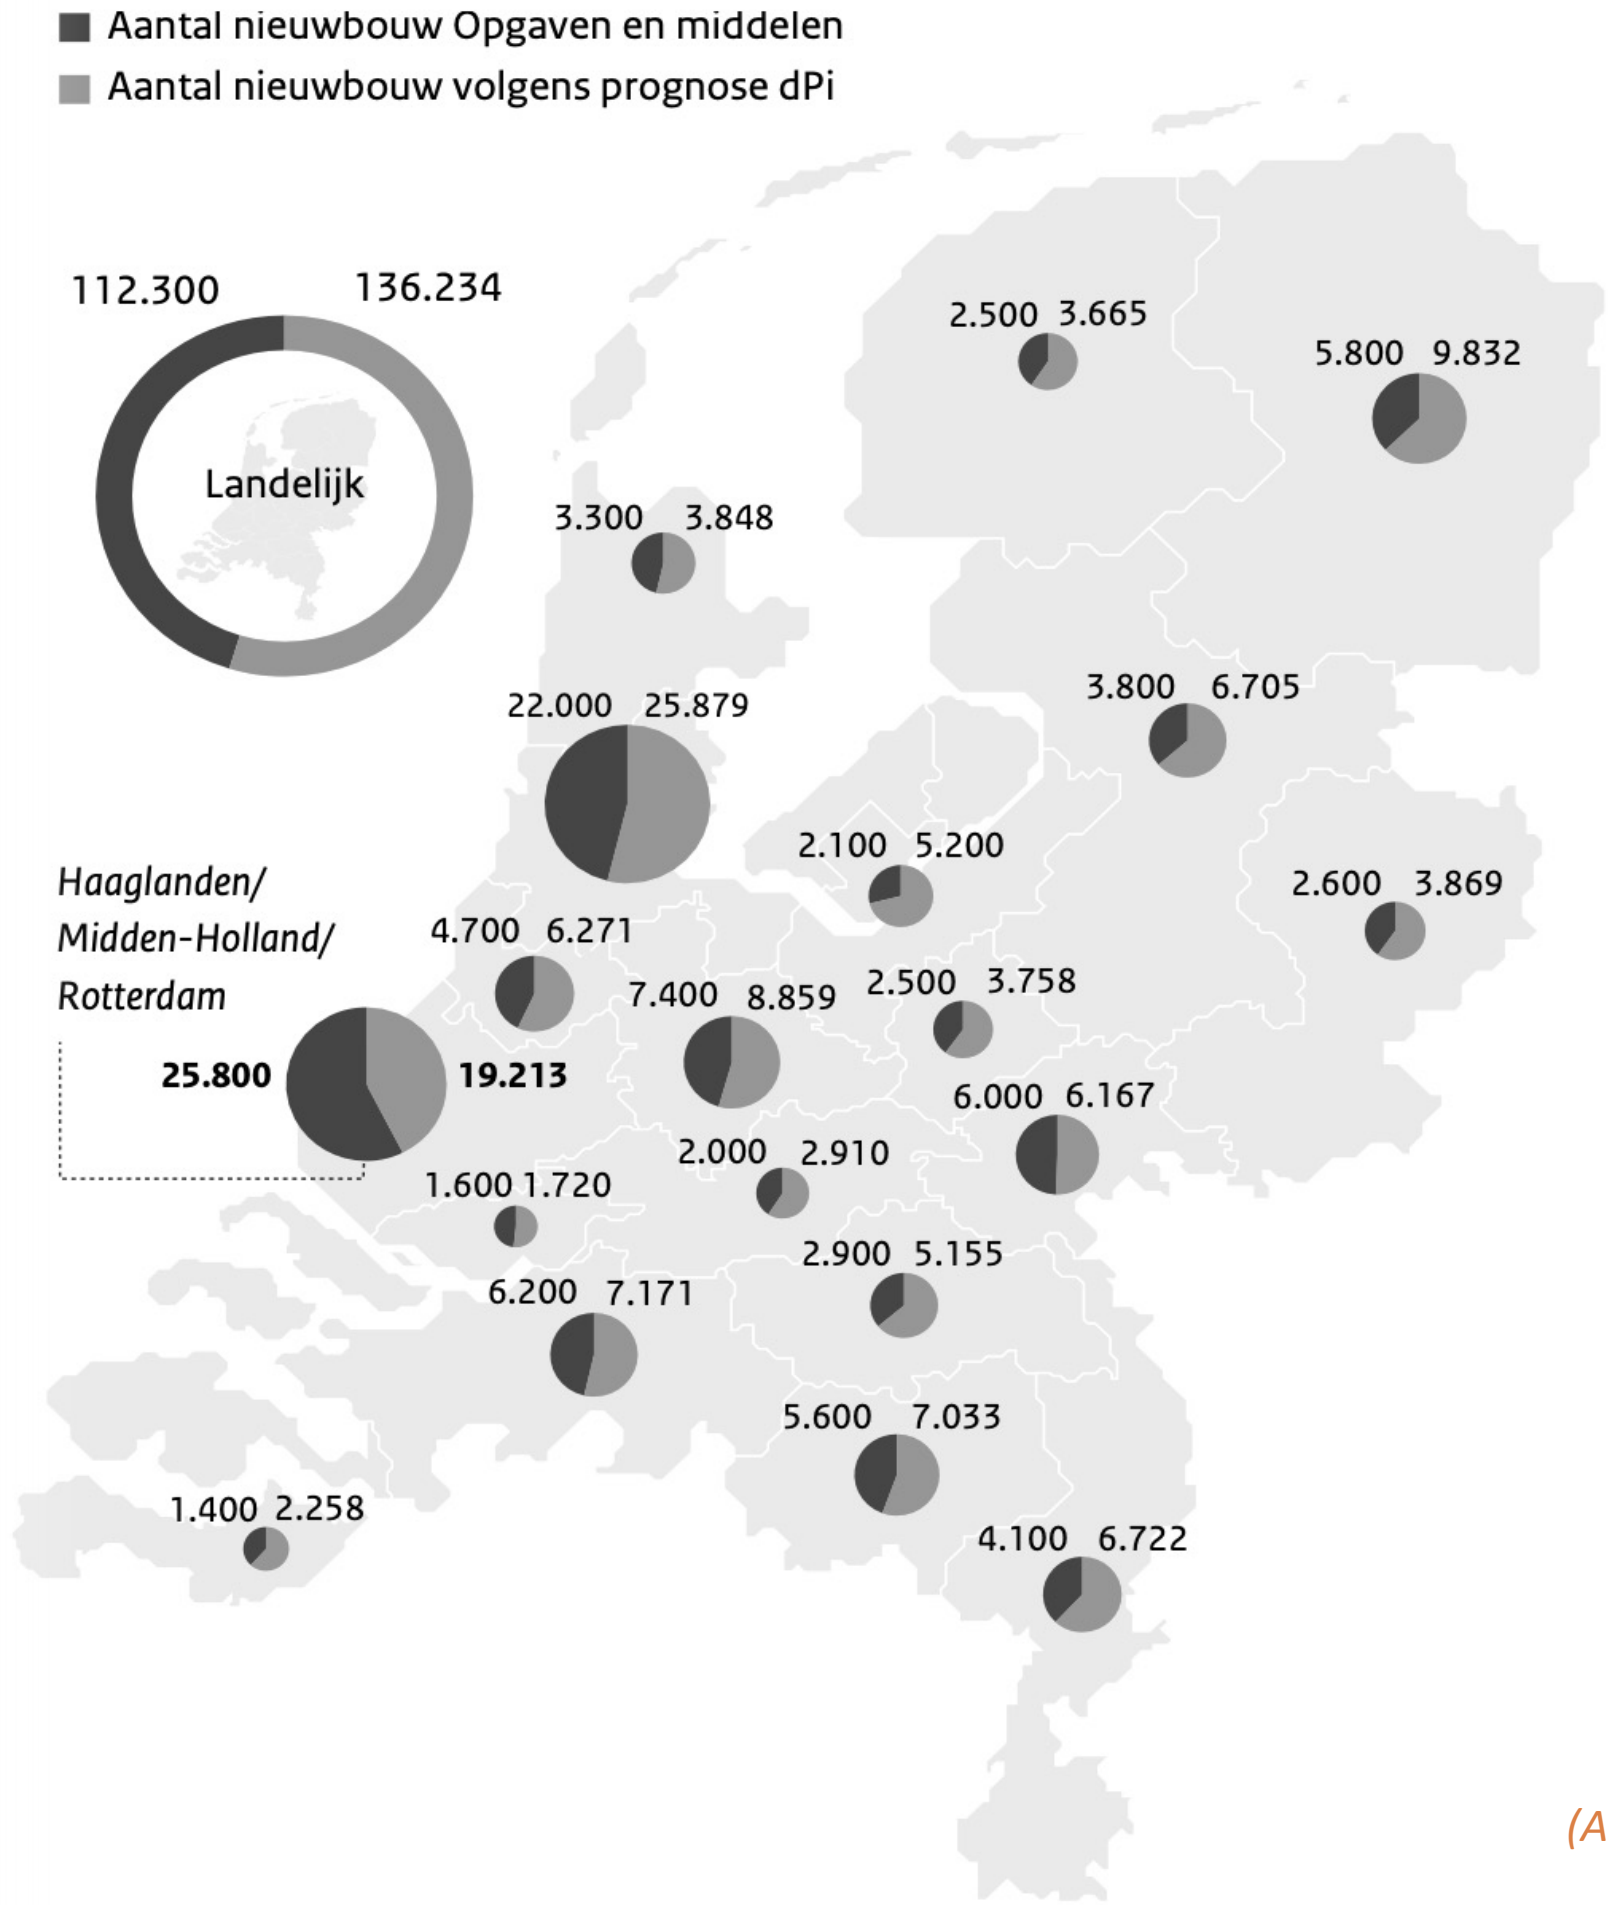 Aantal nieuwbouw Opgaven en middelen
Aantal nieuwbouw volgens prognose dPi
112.300 136.234
Landelijk
2.500 3.665
5.800 9.832
3.300 3.848
3.800 6.705
22.000 25.879
2.100 5.200
2.600 3.869
Haaglanden/
Midden-Holland/
Rotterdam
4.700 6.271
7.400 8.859
2.500 3.758
25.800 19.213
6.000 6.167
2.000 2.910
1.600 1.720
2.900 5.155
6.200 7.171
5.600 7.033
1.400 2.258
4.100 6.722
(A